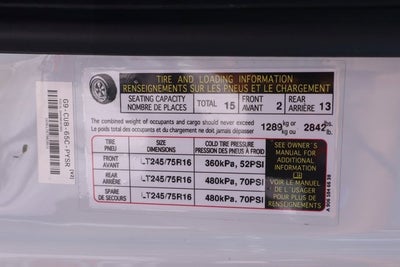 TIRE AND LOADING INFORMATION
RENSEIGNEMENTS SUR LES PNEUS ET LE CHARGEMENT
SEATING CAPACITY
NOMBRE DE PLACES
TOTAL 15
FRONT
AVANT 2
REAR
ARRIÈRE 13
The combined weight of occupants and cargo should never exceed
Le poids total des occupants et du chargement ne doit jamais dépasser
1289 kg or/ou 2842 lbs./lb.
TIRE
PNEU
SIZE
DIMENSIONS
COLD TIRE PRESSURE
PRESSION DES PNEUS À FROID
FRONT
AVANT
LT245/75R16
360kPa, 52PSI
REAR
ARRIÈRE
LT245/75R16
480kPa, 70PSI
SPARE
DE SECOURS
LT245/75R16
480kPa, 70PSI
SEE OWNER'S
MANUAL FOR
ADDITIONAL
INFORMATION
VOIR LE MANUEL
DE L'USAGER
POUR PLUS DE
RENSEIGNEMENTS